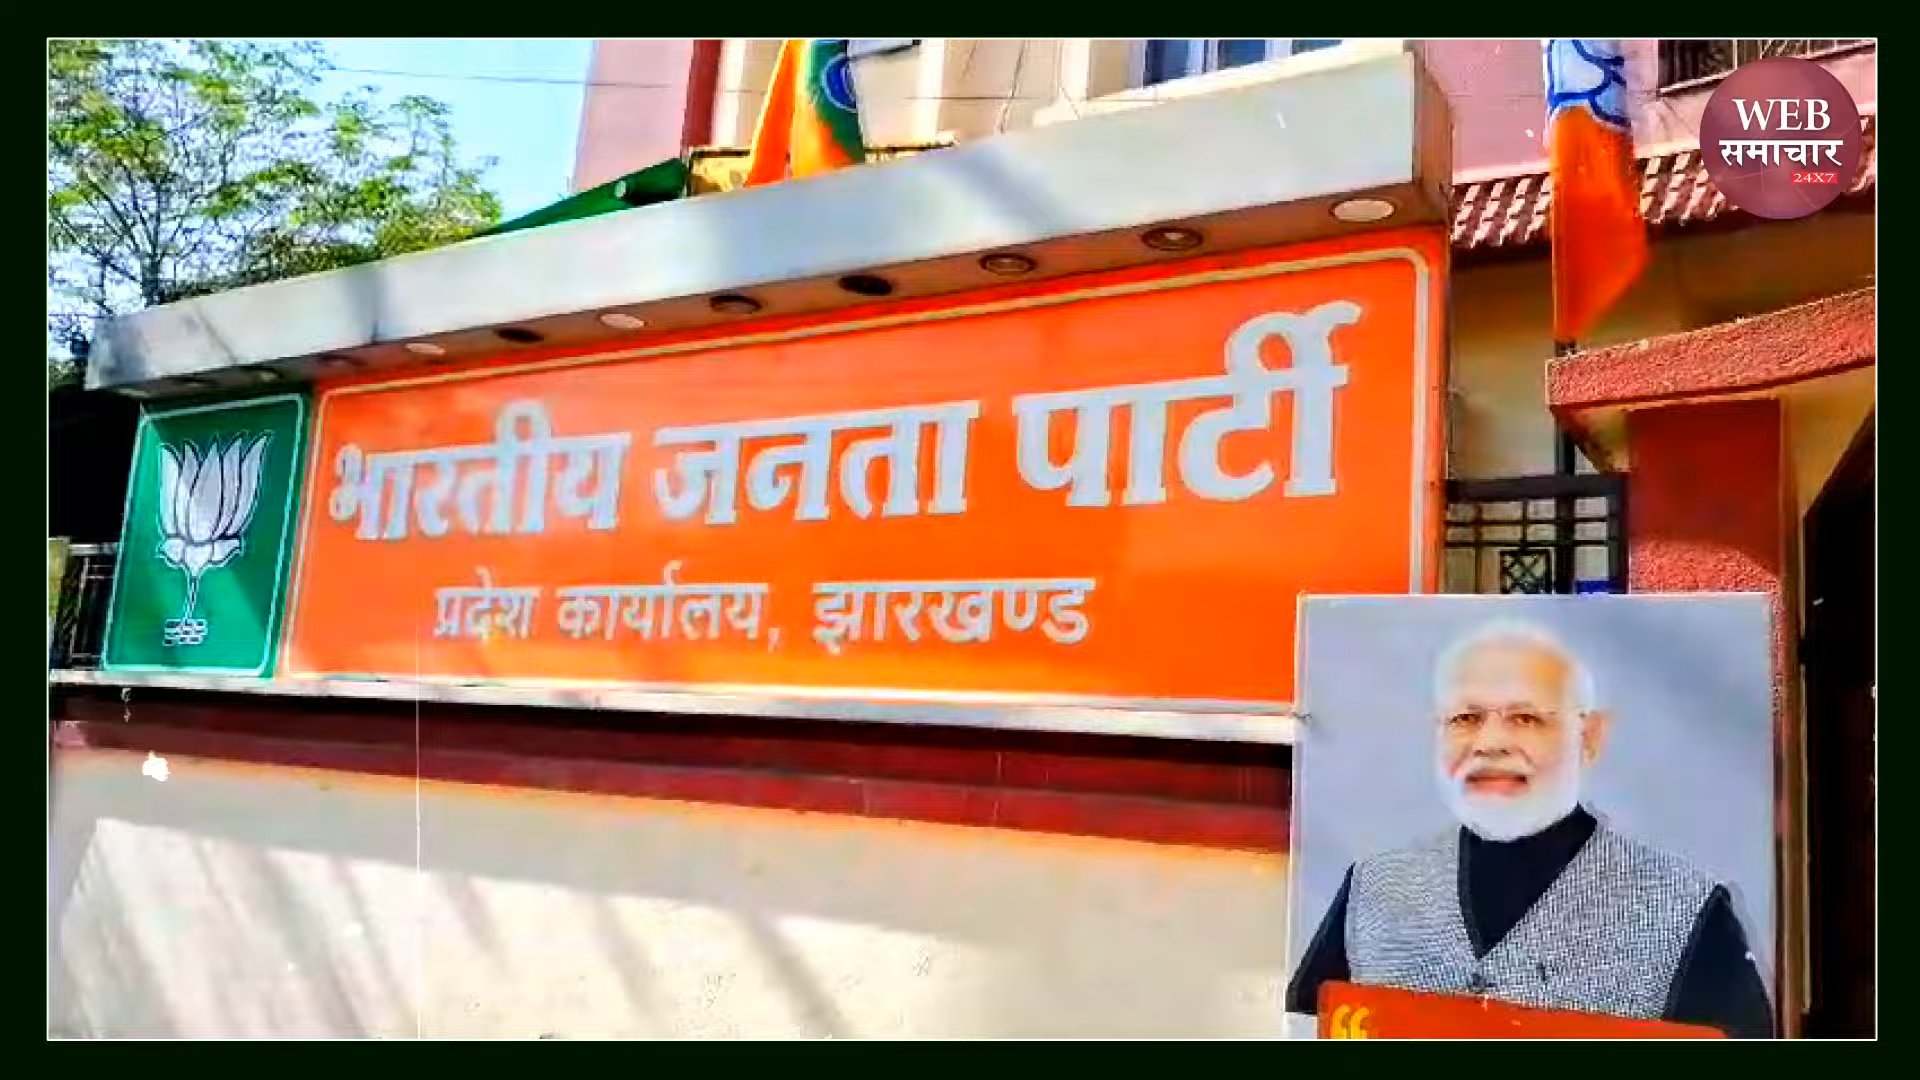 WEB
समाचार
24X7
भारतीय जनता पार्टी
प्रदेश कार्यालय, झारखण्ड
“